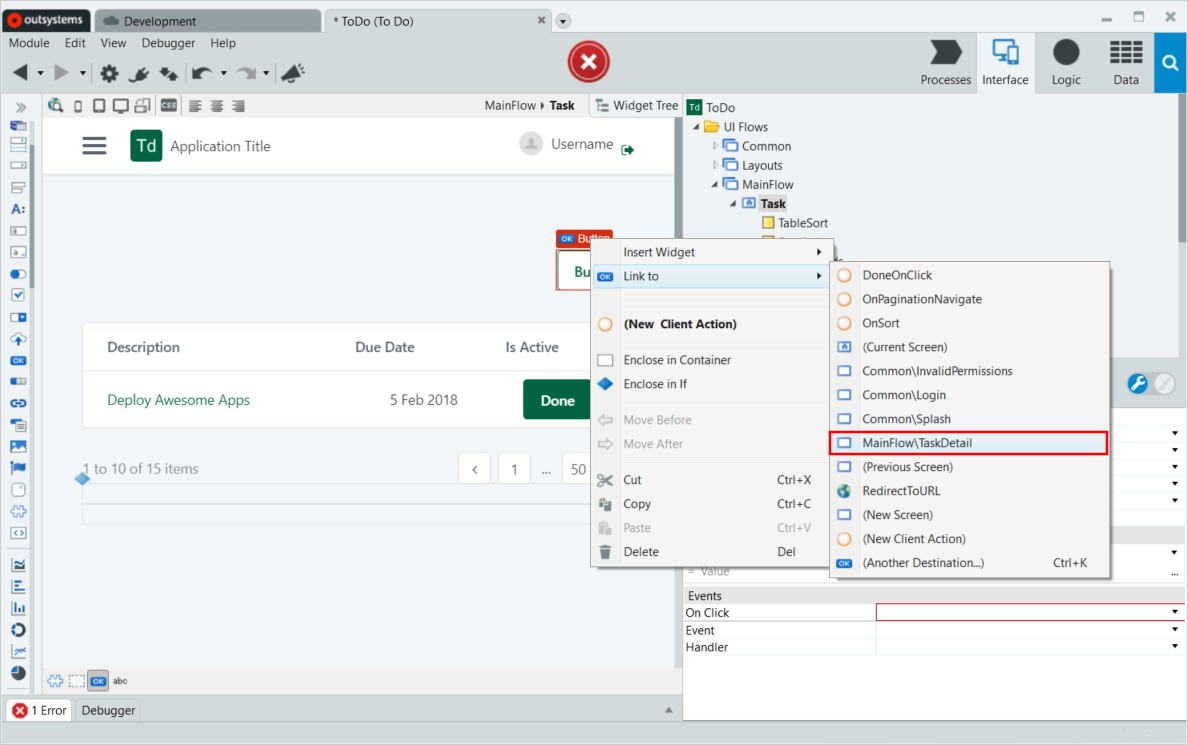 outsystems
Development
* ToDo (To Do)
Module Edit View Debugger Help
Processes
Interface
Logic
Data
CSS
MainFlow Task
Widget Tree
Td Application Title
Username
OK Button
Bu
Description Due Date Is Active
Deploy Awesome Apps 5 Feb 2018 Done
1 to 10 of 15 items
< 1 ... 50
Td ToDo
UI Flows
Common
Layouts
MainFlow
Task
TableSort
Insert Widget
OK Link to
(New Client Action)
Enclose in Container
Enclose in If
Move Before
Move After
Cut Ctrl+X
Copy Ctrl+C
Paste Ctrl+V
Delete Del
DoneOnClick
OnPaginationNavigate
OnSort
(Current Screen)
Common\InvalidPermissions
Common\Login
Common\Splash
MainFlow\TaskDetail
(Previous Screen)
RedirectToURL
(New Screen)
(New Client Action)
OK (Another Destination...) Ctrl+K
= Value ...
Events
On Click
Event
Handler
OK abc
1 Error Debugger